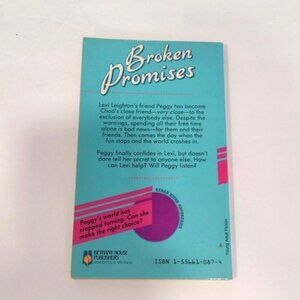 Broken
Promises
Lexi Leighton's friend Peggy has become
Chad's close friend—very close—to
the exclusion of everybody else. Despite the
warnings, spending all their free time
alone is bad news—for them and their
friends. Then comes the day when the
fun stops and the world crashes in.
Peggy finally confides in Lexi, but doesn't
dare tell her secret to anyone else. How
can Lexi help? Will Peggy listen?
Peggy's world has
stopped turning. Can she
make the right choice?
BETHANY HOUSE
PUBLISHERS
ISBN 1-55661-087-4
Young Adult Fiction